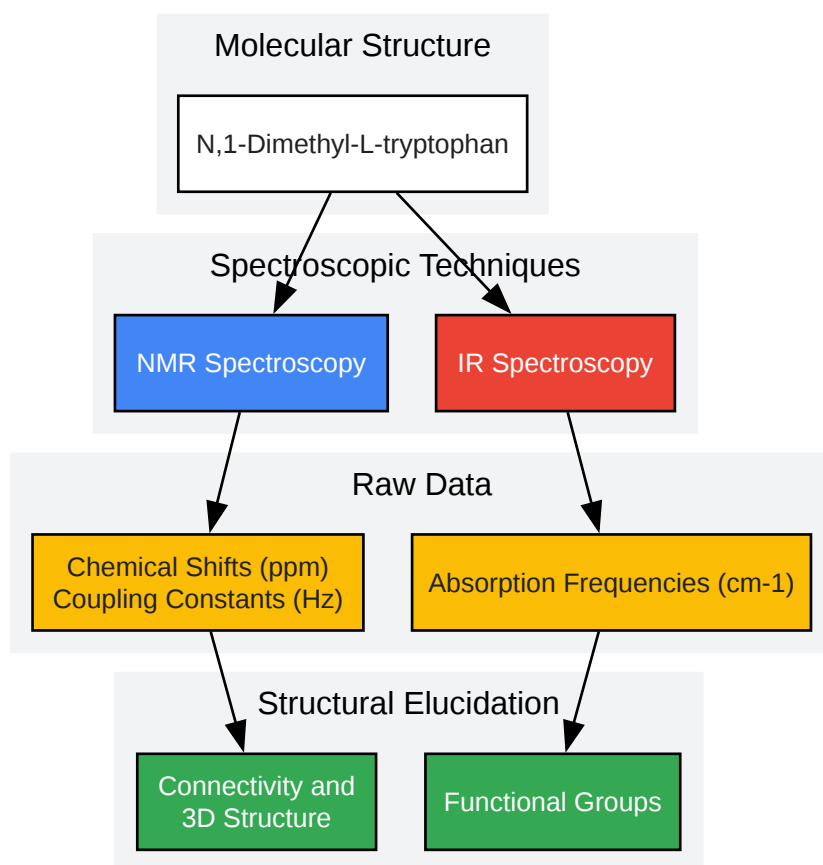 Molecular Structure
N,1-Dimethyl-L-tryptophan
Spectroscopic Techniques
NMR Spectroscopy
IR Spectroscopy
Raw Data
Chemical Shifts (ppm)
Coupling Constants (Hz)
Absorption Frequencies (cm-1)
Structural Elucidation
Connectivity and
3D Structure
Functional Groups